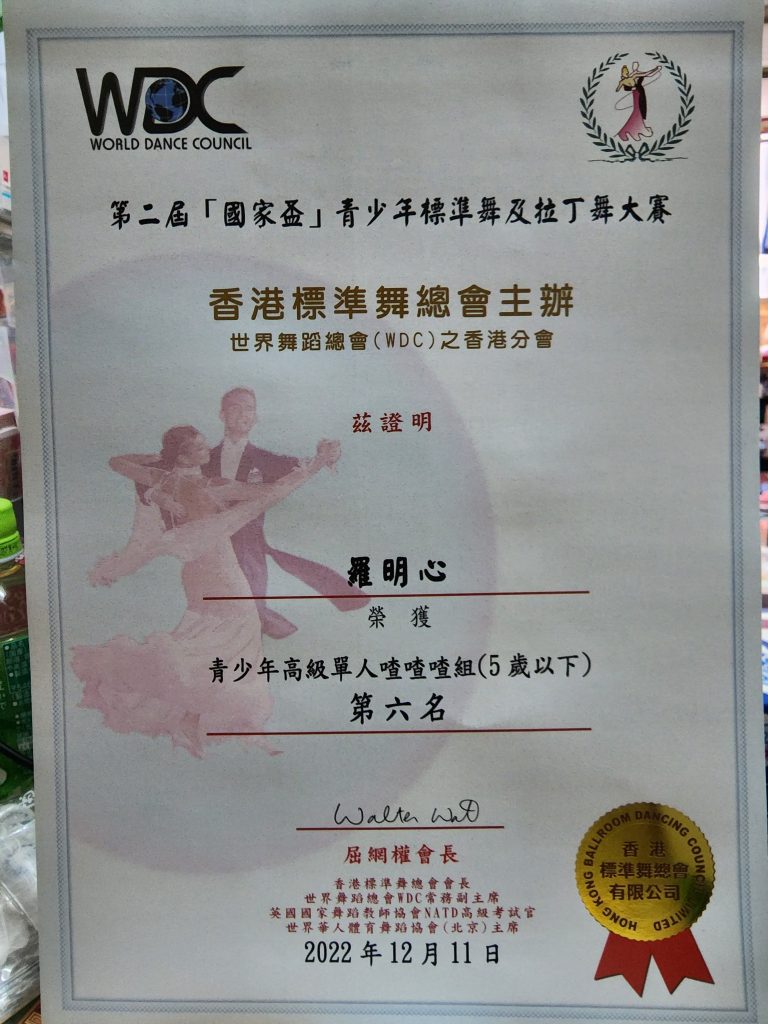 WDC
WORLD DANCE COUNCIL
第二屆「國家盃」青少年標準舞及拉丁舞大賽
香港標準舞總會主辦
世界舞蹈總會(WDC)之香港分會
茲證明
羅明心
榮獲
青少年高級單人喳喳喳組(5歲以下)
第六名
Walter Wat
屈網權會長
香港標準舞總會會長
世界舞蹈總會WDC常務副主席
英國國家舞蹈教師協會NATD高級考試官
世界華人體育舞蹈協會(北京)主席
2022年12月11日
HONG KONG BALLROOM DANCING COUNCIL LIMITED
香港
標準舞總會
有限公司